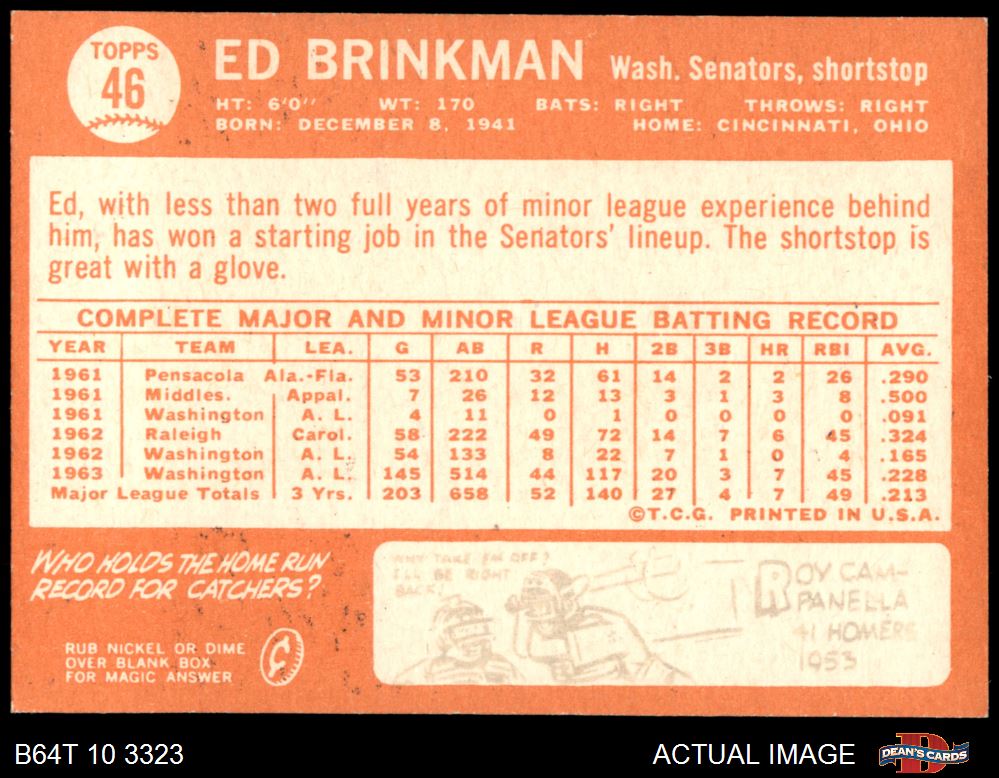 TOPPS
46
ED BRINKMAN Wash. Senators, shortstop
HT: 6'0" WT: 170 BATS: RIGHT THROWS: RIGHT
BORN: DECEMBER 8, 1941 HOME: CINCINNATI, OHIO
Ed, with less than two full years of minor league experience behind
him, has won a starting job in the Senators' lineup. The shortstop is
great with a glove.
COMPLETE MAJOR AND MINOR LEAGUE BATTING RECORD
YEAR TEAM LEA. G AB R H 2B 3B HR RBI AVG.
1961 Pensacola Ala.-Fla. 53 210 32 61 14 2 2 26 .290
1961 Middles. Appal. 7 26 12 13 3 1 3 8 .500
1961 Washington A. L. 4 11 0 1 0 0 0 0 .091
1962 Raleigh Carol. 58 222 49 72 14 7 6 45 .324
1962 Washington A. L. 54 133 8 22 7 1 0 4 .165
1963 Washington A. L. 145 514 44 117 20 3 7 45 .228
Major League Totals 3 Yrs. 203 658 52 140 27 4 7 49 .213
©T.C.G. PRINTED IN U.S.A.
WHO HOLDS THE HOME RUN
RECORD FOR CATCHERS?
RUB NICKEL OR DIME
OVER BLANK BOX
FOR MAGIC ANSWER
WHY TAKE 'EM OFF?
I'LL BE RIGHT
BACK!
ROY CAM-
PANELLA
41 HOMERS
1953
B64T 10 3323
ACTUAL IMAGE
DEAN'S CARDS